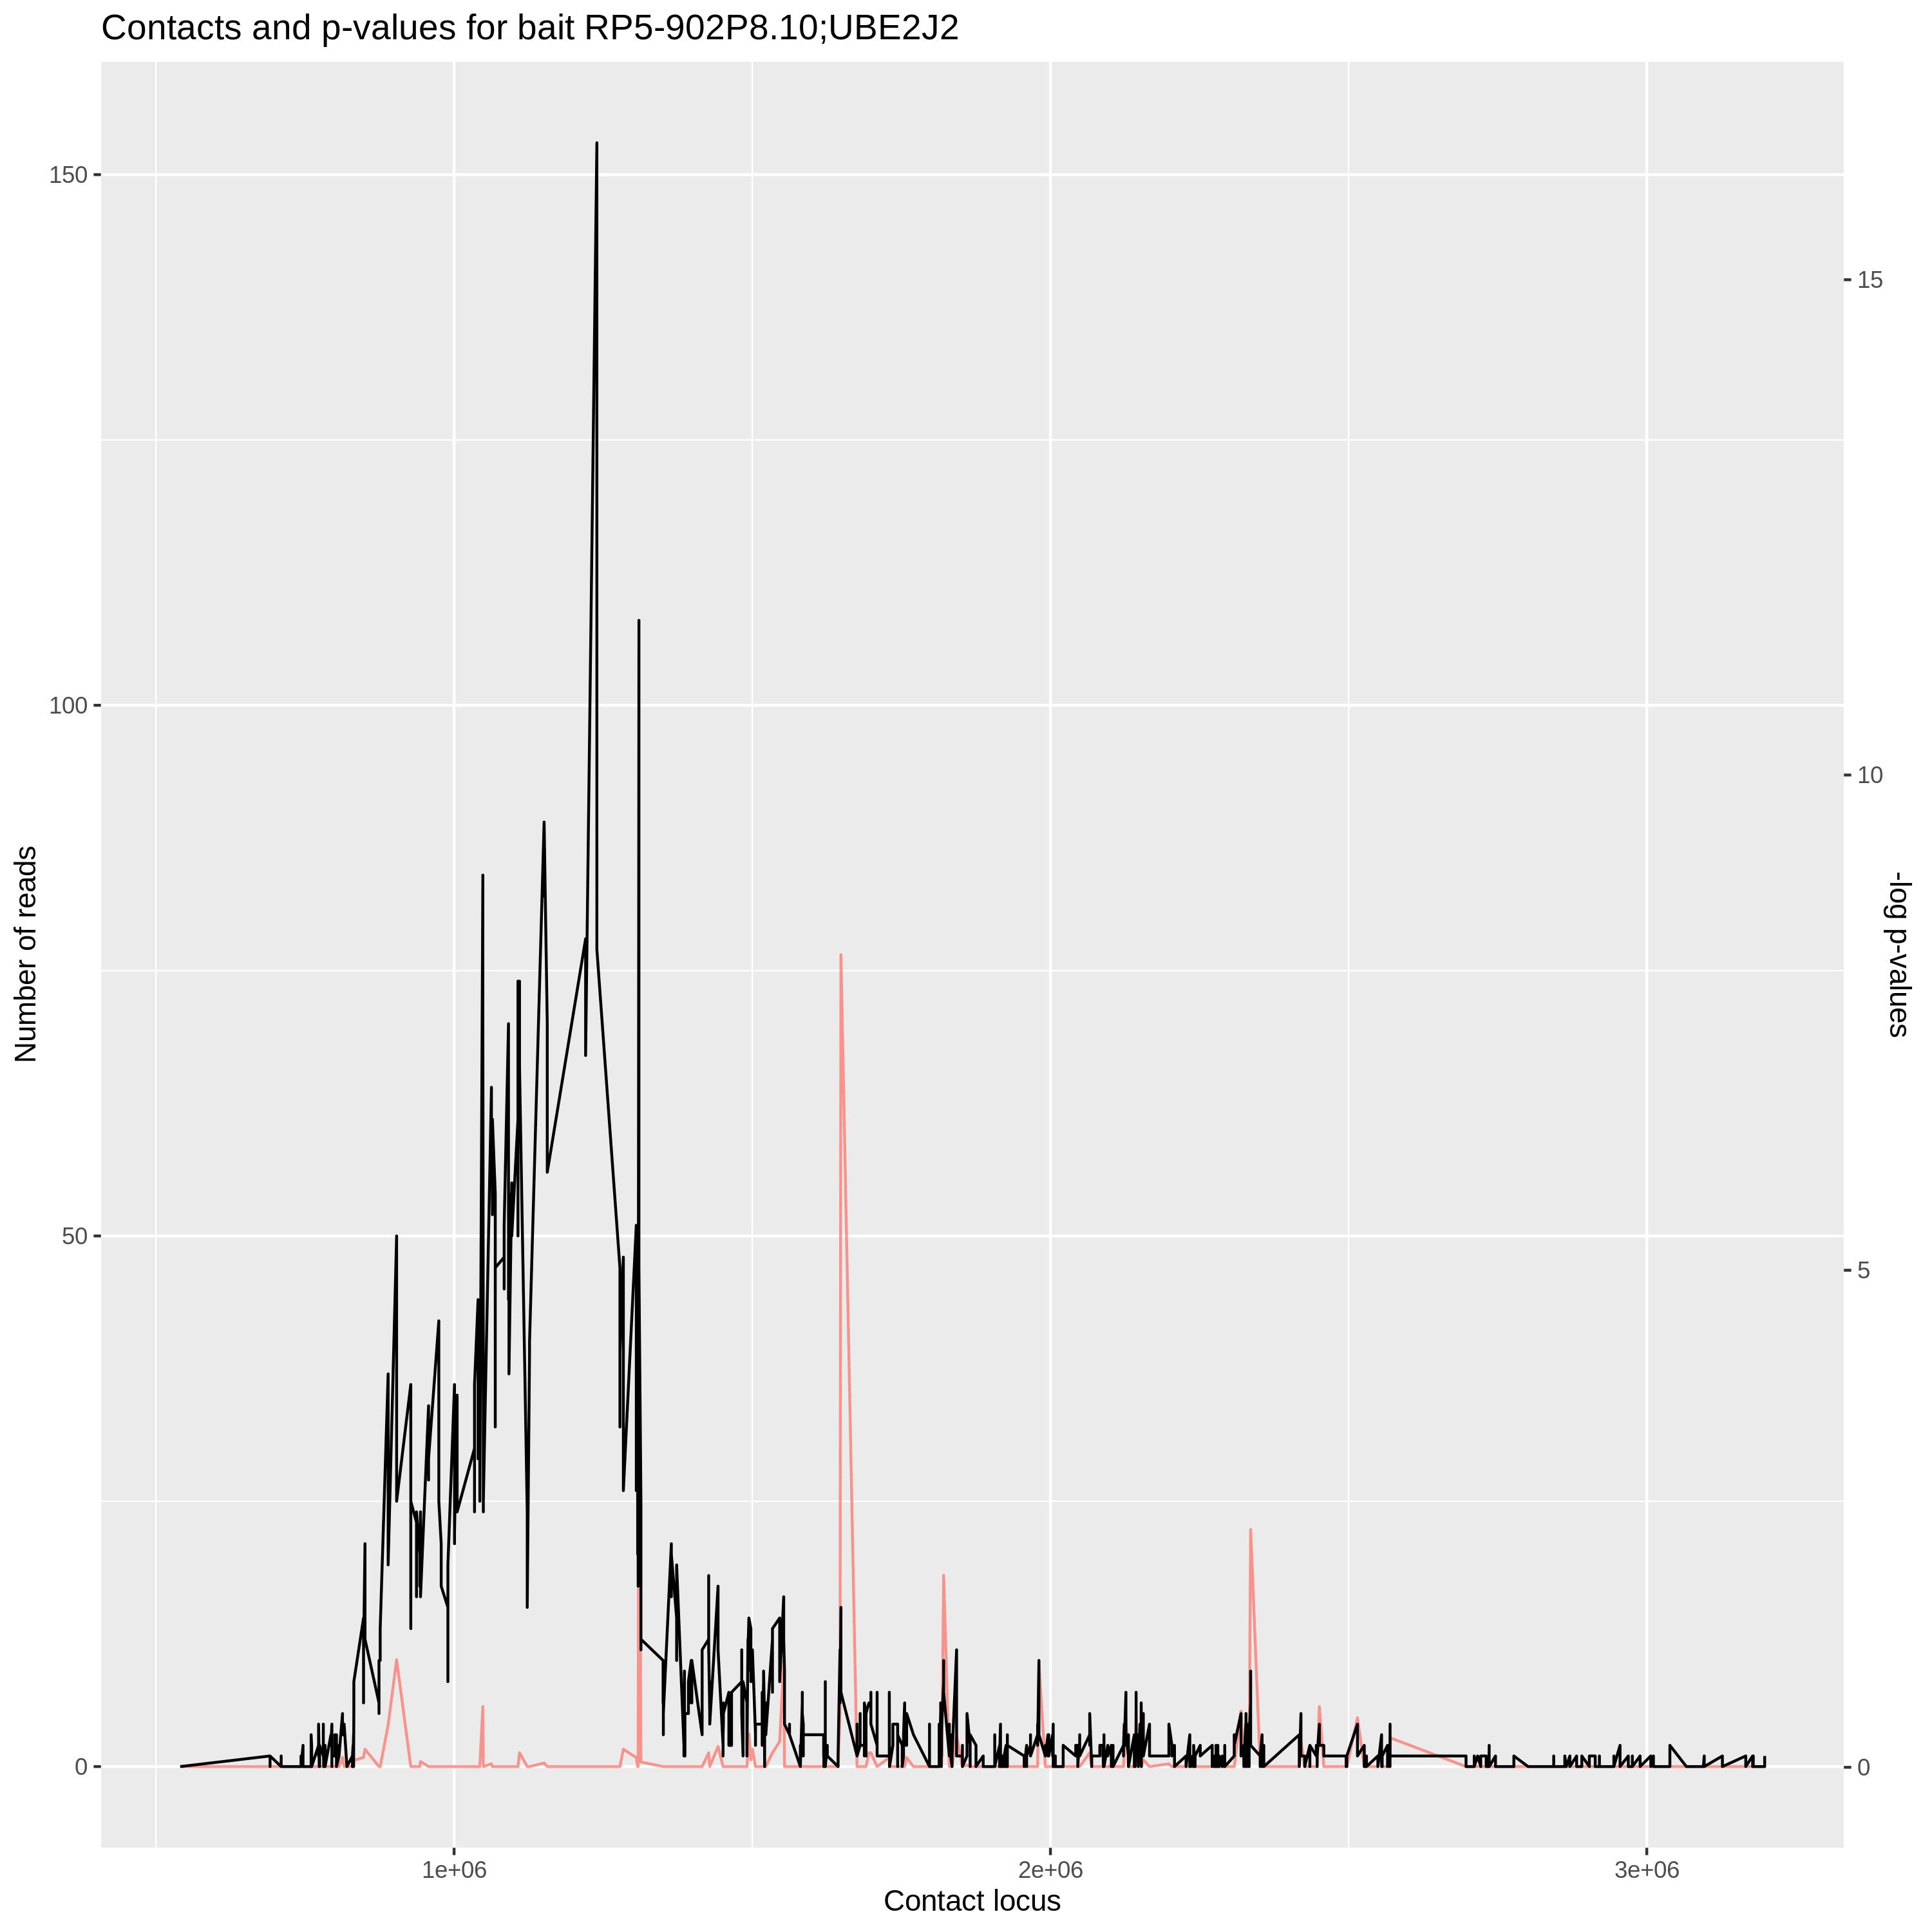 Contacts and p-values for bait RP5-902P8.10;UBE2J2
150
100
50
0
Number of reads
15
10
5
0
-log p-values
1e+06
2e+06
3e+06
Contact locus